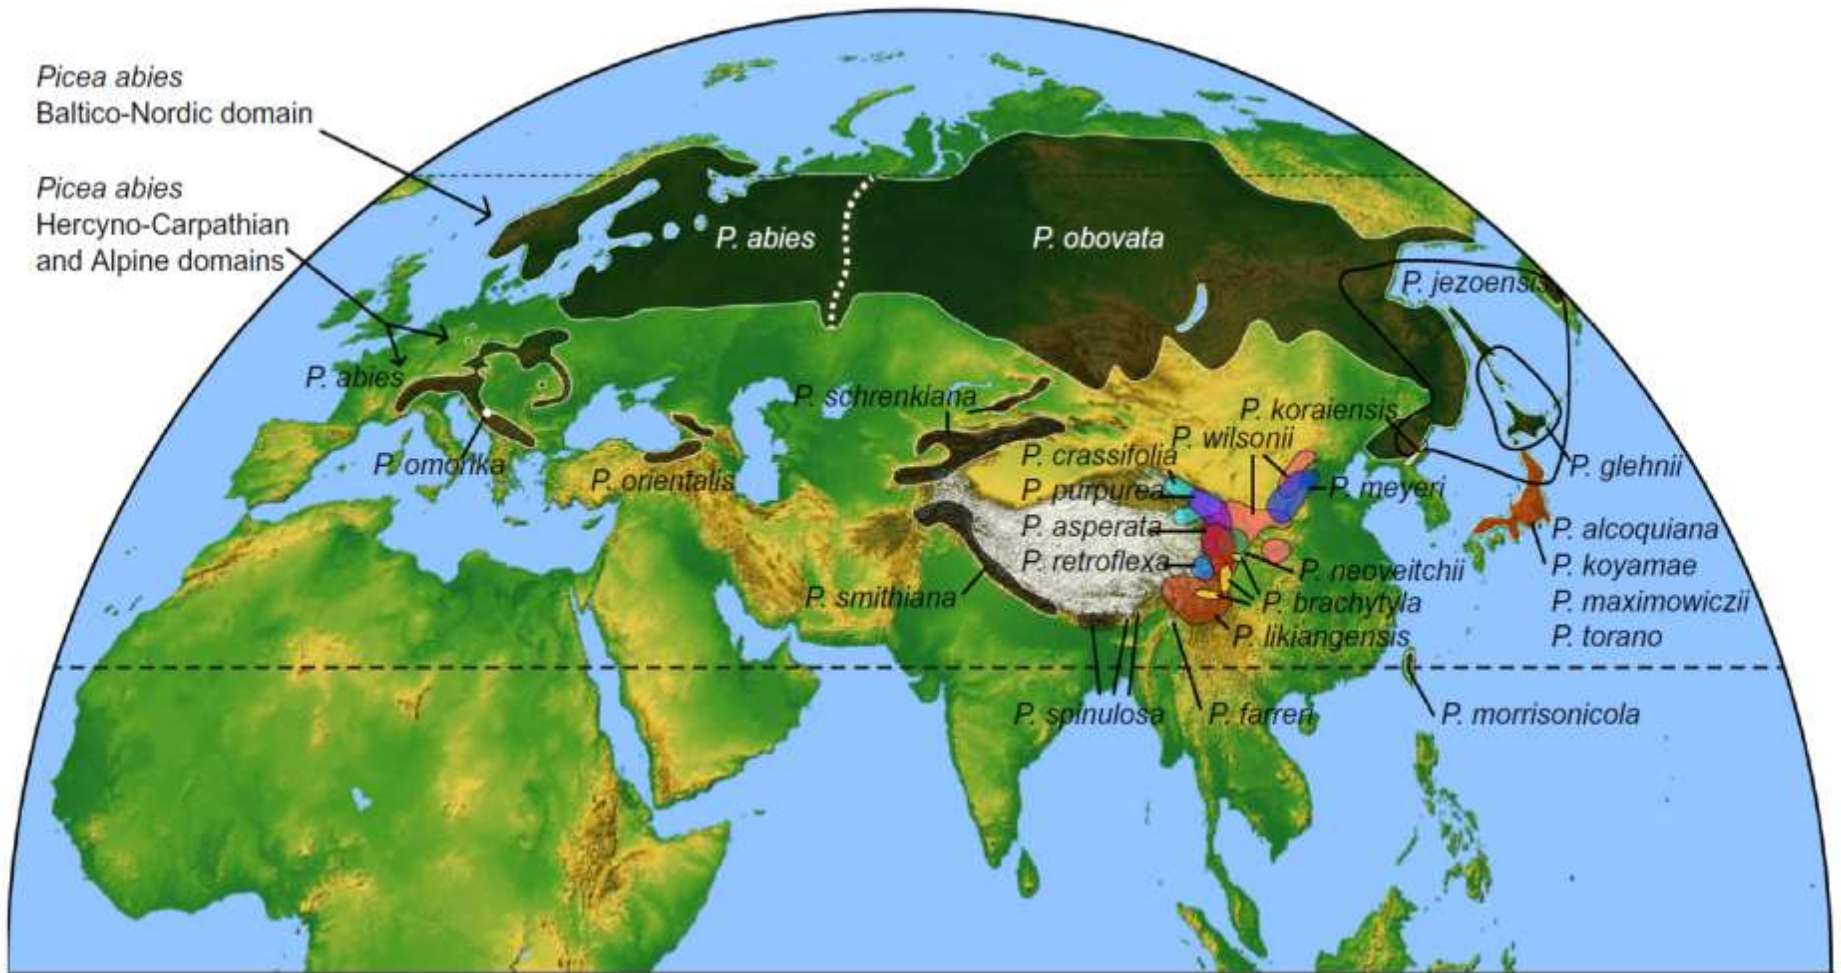 Picea abies
Baltico-Nordic domain
Picea abies
Hercyno-Carpathian
and Alpine domains
P. abies
P. obovata
P. jezoensis
P. abies
P. schrenkiana
P. koraiensis
P. wilsonii
P. omorika
P. orientalis
P. crassifolia
P. glehnii
P. purpurea
P. meyeri
P. asperata
P. alcoquiana
P. retroflexa
P. neoveitchii
P. koyamae
P. smithiana
P. brachytyla
P. maximowiczii
P. likiangensis
P. torano
P. spinulosa
P. farreri
P. morrisonicola